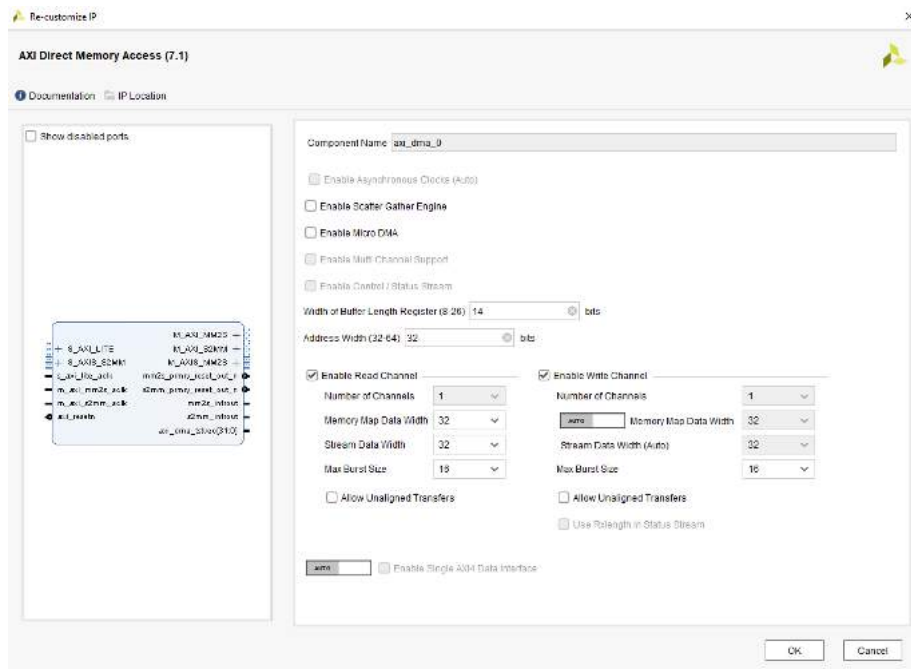 Re-customize IP
AXI Direct Memory Access (7.1)
Documentation IP Location
Show disabled ports
Component Name axi_dma_0
Enable Asynchronous Clocks (Auto)
Enable Scatter Gather Engine
Enable Micro DMA
Enable Multi Channel Support
Enable Control / Status Stream
Width of Buffer Length Register (8-26) 14 bits
Address Width (32-64) 32 bits
Enable Read Channel
Number of Channels 1
Memory Map Data Width 32
Stream Data Width 32
Max Burst Size 16
Allow Unaligned Transfers
Enable Write Channel
Number of Channels 1
AUTO Memory Map Data Width 32
Stream Data Width (Auto) 32
Max Burst Size 16
Allow Unaligned Transfers
Use Rxlength In Status Stream
AUTO Enable Single AXI4 Data Interface
S_AXI_LITE
S_AXIS_S2MM
s_axi_lite_aclk
m_axi_mm2s_aclk
m_axi_s2mm_aclk
axi_resetn
M_AXI_MM2S
M_AXI_S2MM
M_AXIS_MM2S
mm2s_prmry_reset_out_n
s2mm_prmry_reset_out_n
mm2s_introut
s2mm_introut
axi_dma_tstvec[31:0]
OK Cancel